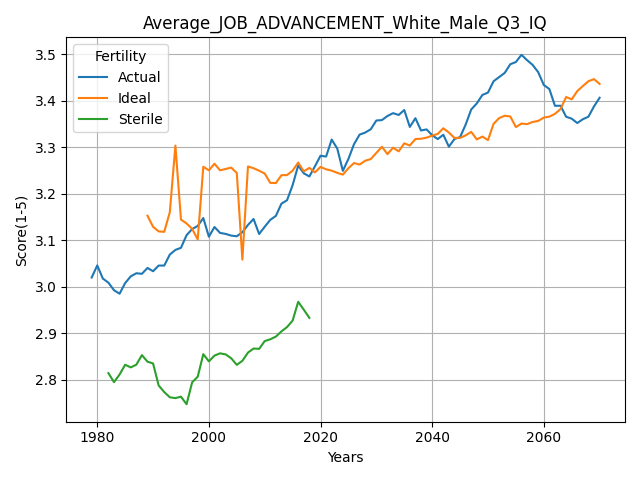 Average_JOB_ADVANCEMENT_White_Male_Q3_IQ
Fertility
Actual
Ideal
Sterile
Score(1-5)
3.5
3.4
3.3
3.2
3.1
3.0
2.9
2.8
1980 2000 2020 2040 2060
Years